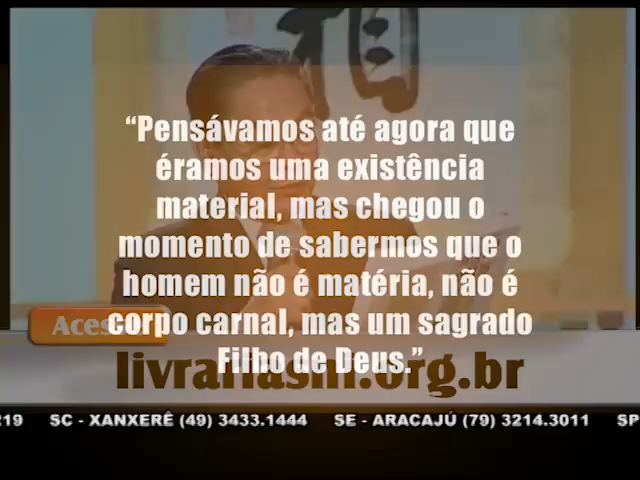 “Pensávamos até agora que
éramos uma existência
material, mas chegou o
momento de sabermos que o
homem não é matéria, não é
corpo carnal, mas um sagrado
Filho de Deus.”
livrariasni.org.br
219 SC - XANXERÊ (49) 3433.1444 SE - ARACAJÚ (79) 3214.3011 SP